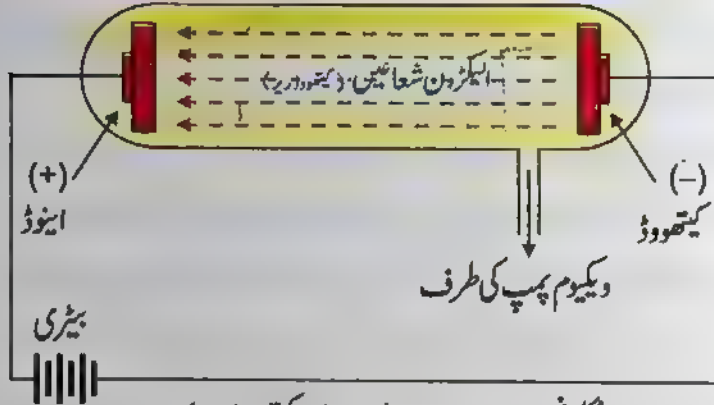 الیکٹرون شعاعیں (کیتھوڈ ریز)
(+)
اینوڈ
(-)
کیتھوڈ
ویکیوم پمپ کی طرف
بیٹری